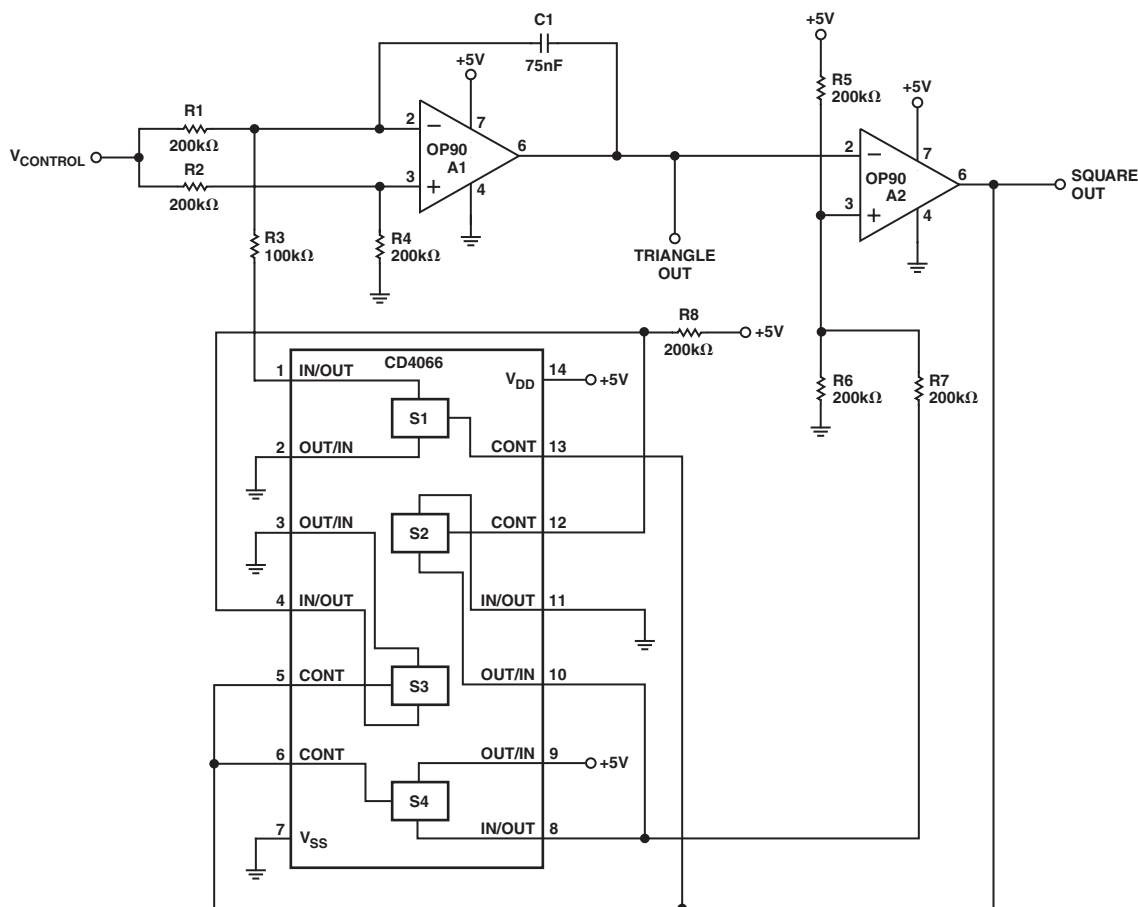 C1
75nF
+5V
+5V
+5V
R1
200kΩ
R2
200kΩ
VCONTROL
2
3
7
6
4
OP90
A1
−
+
R3
100kΩ
R4
200kΩ
TRIANGLE
OUT
R5
200kΩ
2
3
7
6
4
OP90
A2
−
+
SQUARE
OUT
R8
200kΩ
+5V
R6
200kΩ
R7
200kΩ
CD4066
1
IN/OUT
VDD
14
+5V
S1
2
OUT/IN
CONT
13
3
OUT/IN
S2
CONT
12
4
IN/OUT
IN/OUT
11
5
CONT
S3
OUT/IN
10
6
CONT
OUT/IN
9
+5V
S4
7
VSS
IN/OUT
8